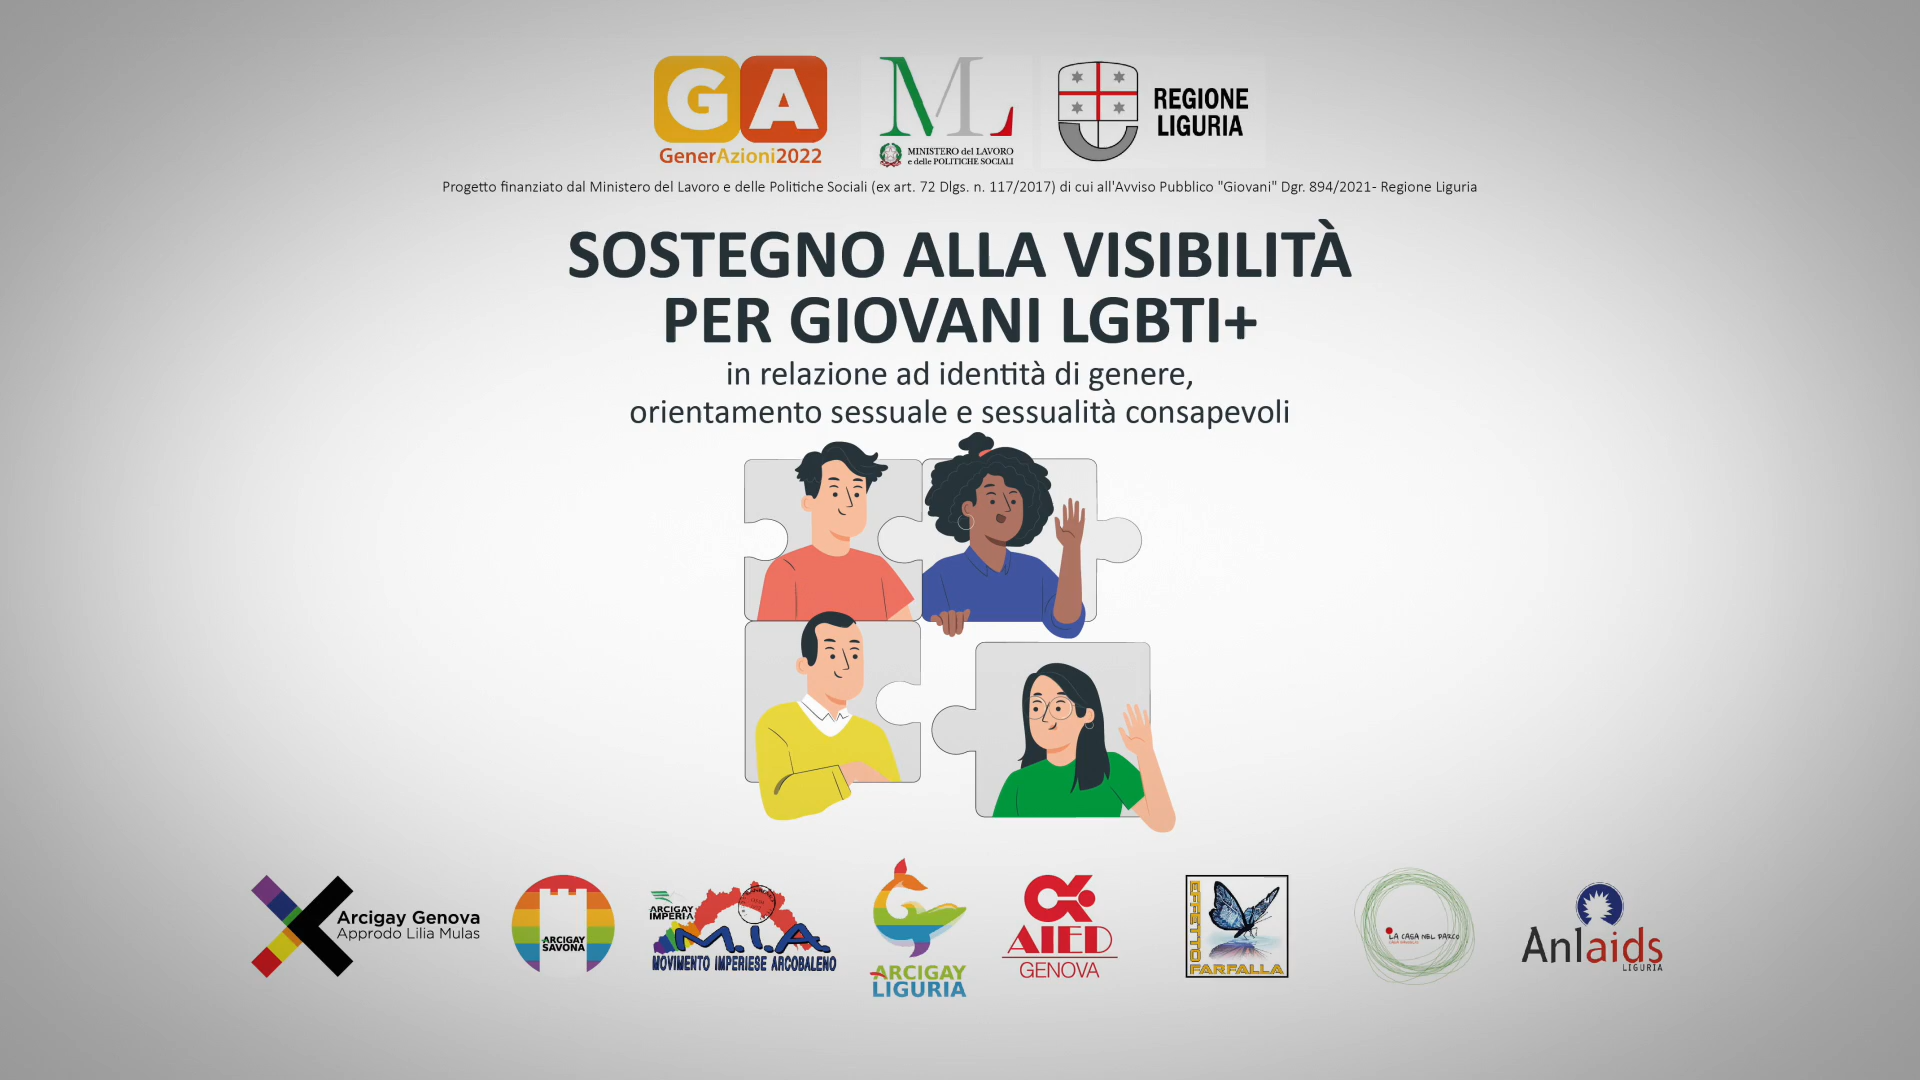 GA
GenerAzioni2022
ML
MINISTERO del LAVORO
e delle POLITICHE SOCIALI
REGIONE
LIGURIA
Progetto finanziato dal Ministero del Lavoro e delle Politiche Sociali (ex art. 72 Dlgs. n. 117/2017) di cui all'Avviso Pubblico "Giovani" Dgr. 894/2021- Regione Liguria
SOSTEGNO ALLA VISIBILITÀ
PER GIOVANI LGBTI+
in relazione ad identità di genere,
orientamento sessuale e sessualità consapevoli
Arcigay Genova
Approdo Lilia Mulas
ARCIGAY
SAVONA
ARCIGAY
IMPERIA
M.I.A.
MOVIMENTO IMPERIESE ARCOBALENO
ARCIGAY
LIGURIA
AIED
GENOVA
EFFETTO
FARFALLA
LA CASA NEL PARCO
Anlaids
LIGURIA